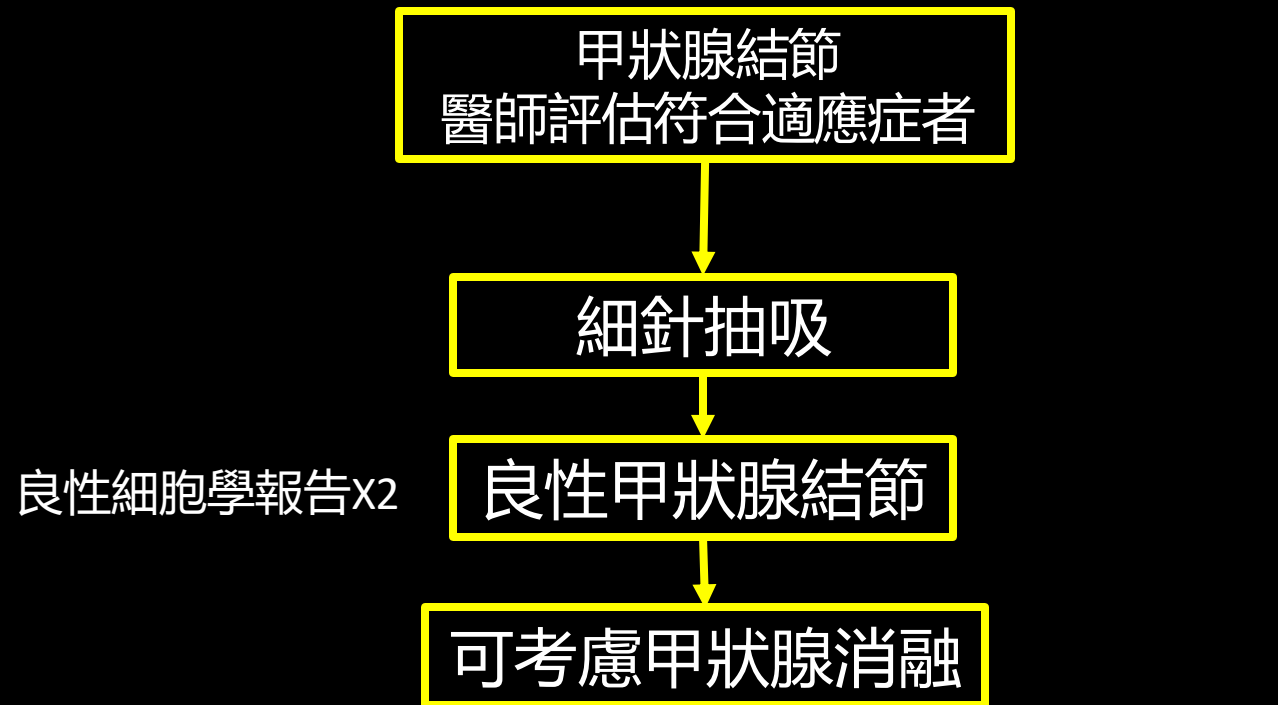 甲狀腺結節
醫師評估符合適應症者
細針抽吸
良性細胞學報告X2
良性甲狀腺結節
可考慮甲狀腺消融